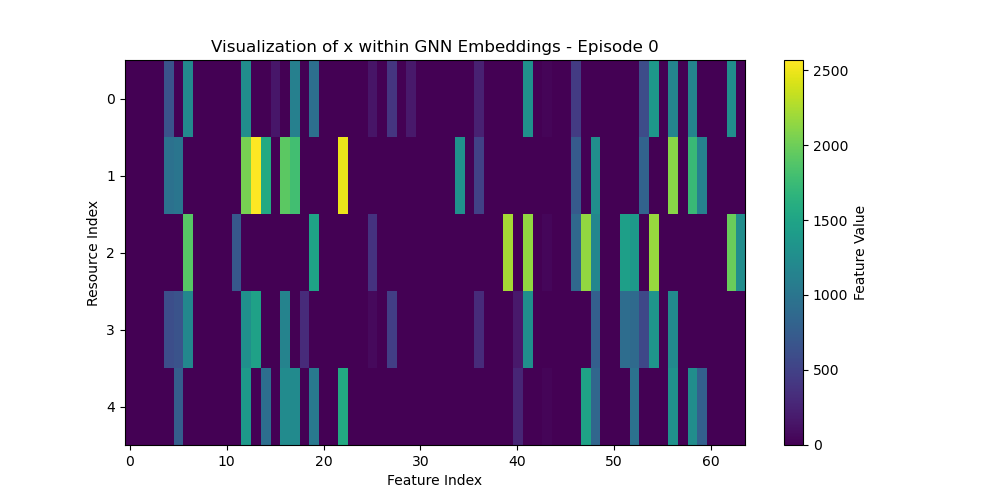 Visualization of x within GNN Embeddings - Episode 0
Resource Index
0
1
2
3
4
0 10 20 30 40 50 60
Feature Index
2500
2000
1500
1000
500
0
Feature Value